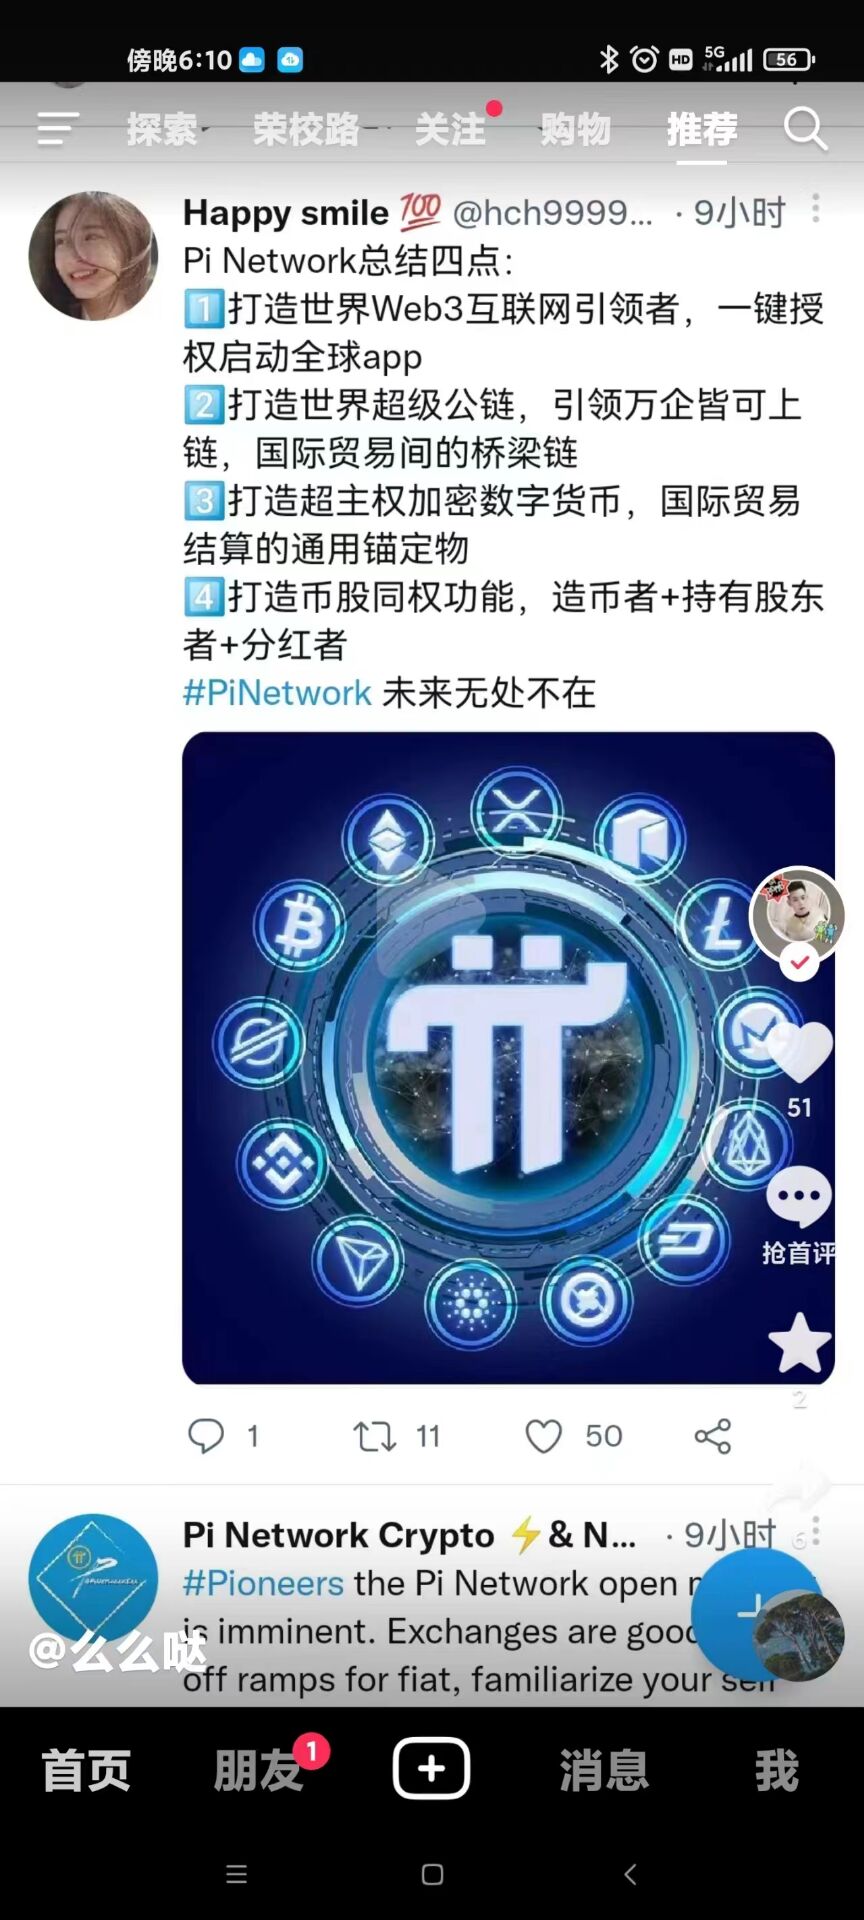 傍晚6:10
HD
5G
56
探索
荣校路
关注
购物
推荐
Happy smile 💯 @hch9999... · 9小时
Pi Network总结四点：
1️⃣打造世界Web3互联网引领者，一键授
权启动全球app
2️⃣打造世界超级公链，引领万企皆可上
链，国际贸易间的桥梁链
3️⃣打造超主权加密数字货币，国际贸易
结算的通用锚定物
4️⃣打造币股同权功能，造币者+持有股东
者+分红者
#PiNetwork 未来无处不在
51
抢首评
2
1
11
50
Pi Network Crypto ⚡& N... · 9小时
6
#Pioneers the Pi Network open
is imminent. Exchanges are good
@么么哒
off ramps for fiat, familiarize your self
首页
朋友
1
消息
我